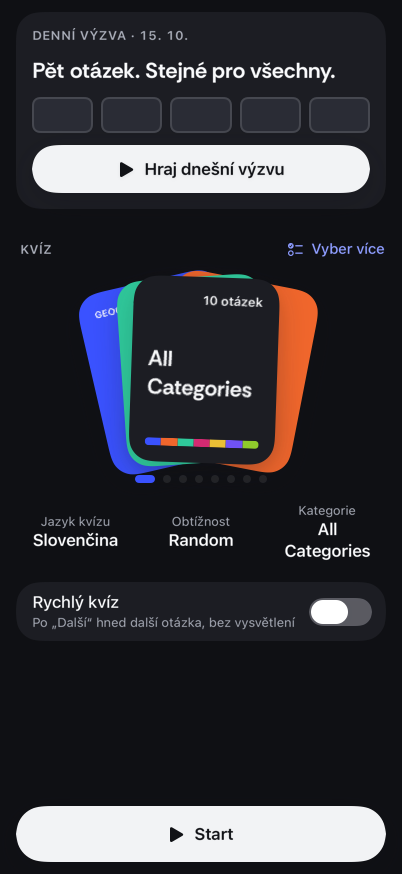 DENNÍ VÝZVA · 15. 10.
Pět otázek. Stejné pro všechny.
Hraj dnešní výzvu
KVÍZ
Vyber více
10 otázek
All
Categories
Jazyk kvízu
Slovenčina
Obtížnost
Random
Kategorie
All
Categories
Rychlý kvíz
Po „Další“ hned další otázka, bez vysvětlení
Start